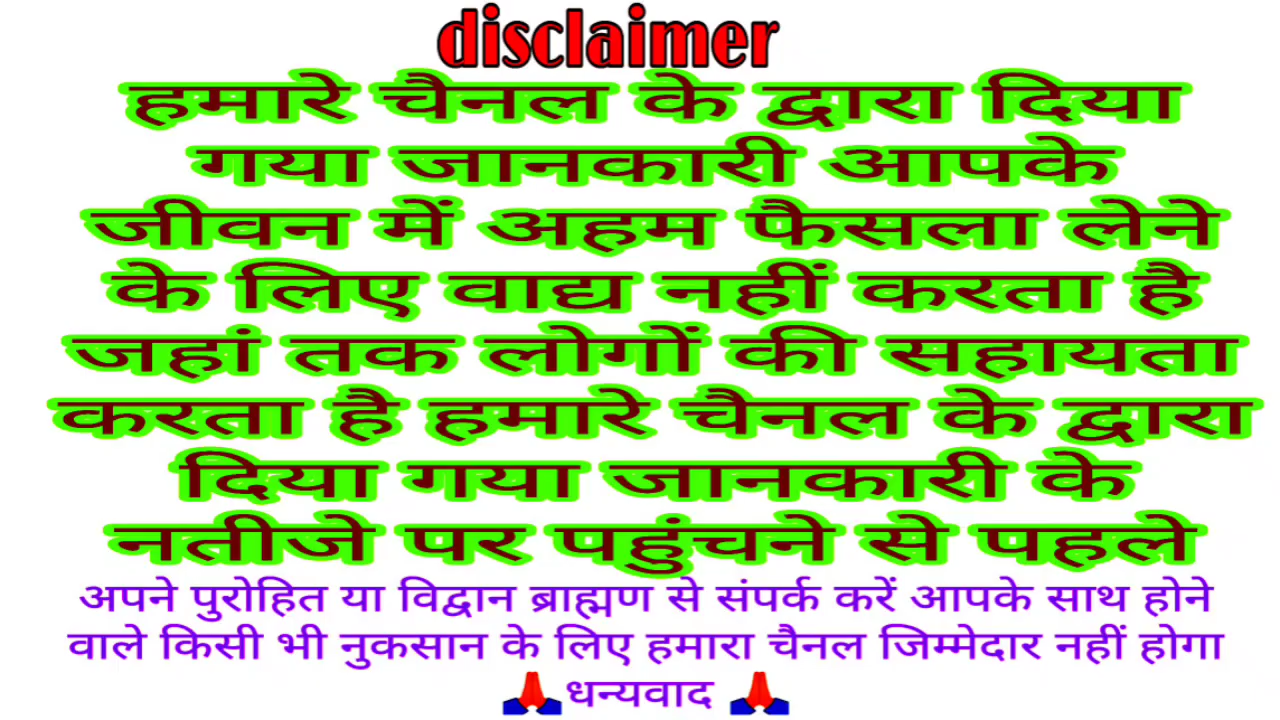 disclaimer
हमारे चैनल के द्वारा दिया
गया जानकारी आपके
जीवन में अहम फैसला लेने
के लिए वाद्य नहीं करता है
जहां तक लोगों की सहायता
करता है हमारे चैनल के द्वारा
दिया गया जानकारी के
नतीजे पर पहुंचने से पहले
अपने पुरोहित या विद्वान ब्राह्मण से संपर्क करें आपके साथ होने
वाले किसी भी नुकसान के लिए हमारा चैनल जिम्मेदार नहीं होगा
🙏धन्यवाद 🙏